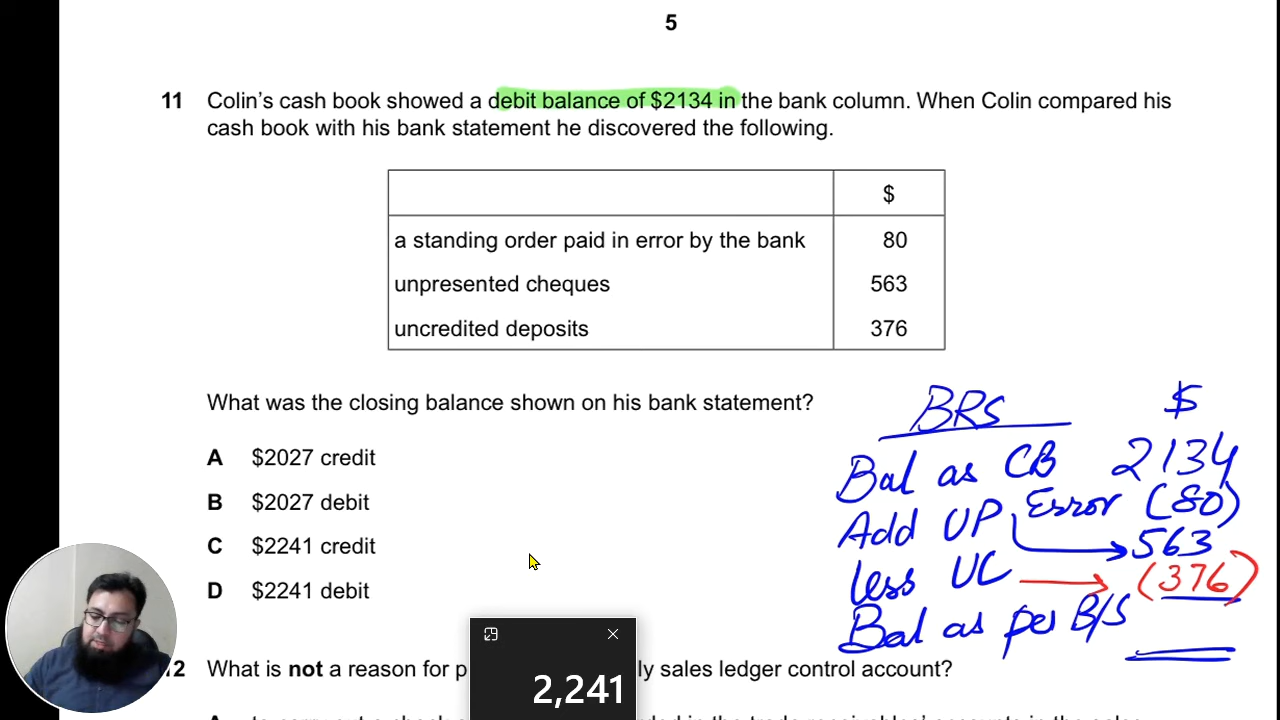 5
11 Colin's cash book showed a debit balance of $2134 in the bank column. When Colin compared his
cash book with his bank statement he discovered the following.
$
a standing order paid in error by the bank 80
unpresented cheques 563
uncredited deposits 376
What was the closing balance shown on his bank statement?
A $2027 credit
B $2027 debit
C $2241 credit
D $2241 debit
BRS $
Bal as CB 2134
Error (80)
Add UP 563
less UC (376)
Bal as per B/S
2,241
12 What is not a reason for p ly sales ledger control account?